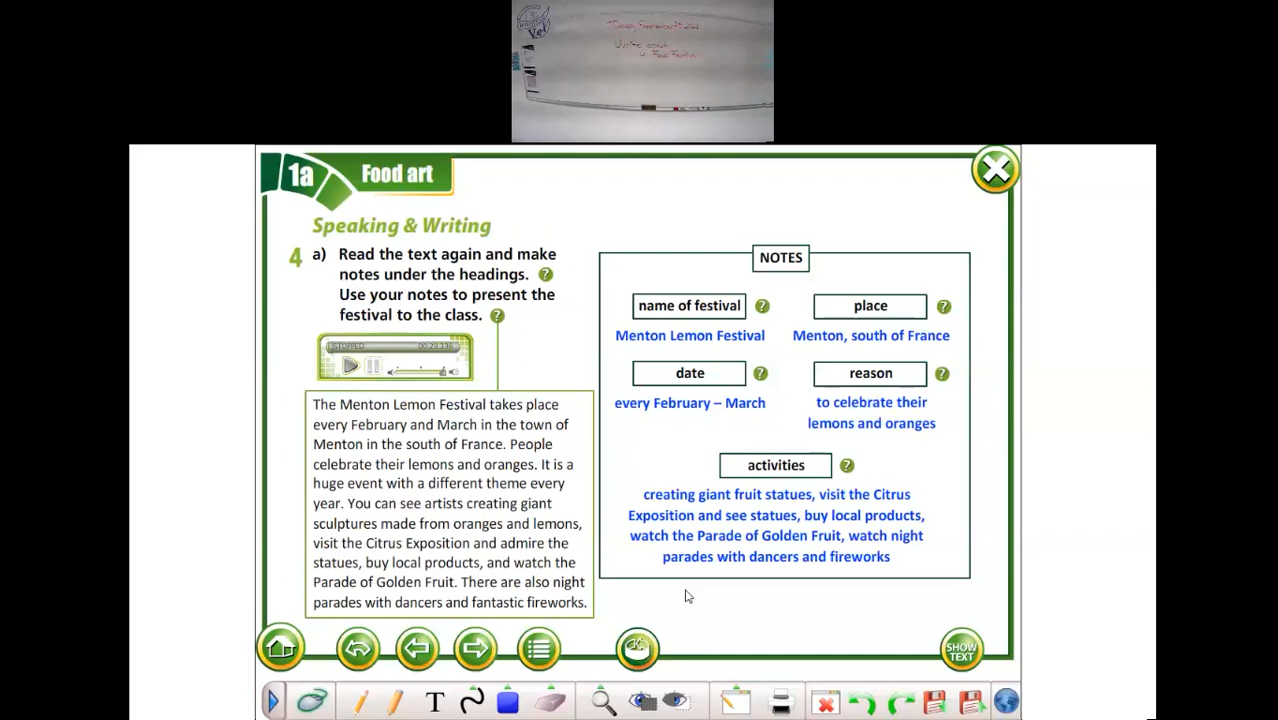 Write about
a Food Festival
1a
Food art
Speaking & Writing
4 a) Read the text again and make
notes under the headings. ?
Use your notes to present the
festival to the class. ?
STOPPED
The Menton Lemon Festival takes place
every February and March in the town of
Menton in the south of France. People
celebrate their lemons and oranges. It is a
huge event with a different theme every
year. You can see artists creating giant
sculptures made from oranges and lemons,
visit the Citrus Exposition and admire the
statues, buy local products, and watch the
Parade of Golden Fruit. There are also night
parades with dancers and fantastic fireworks.
NOTES
name of festival ?
Menton Lemon Festival
place ?
Menton, south of France
date ?
every February – March
reason ?
to celebrate their
lemons and oranges
activities ?
creating giant fruit statues, visit the Citrus
Exposition and see statues, buy local products,
watch the Parade of Golden Fruit, watch night
parades with dancers and fireworks
SHOW
TEXT
T